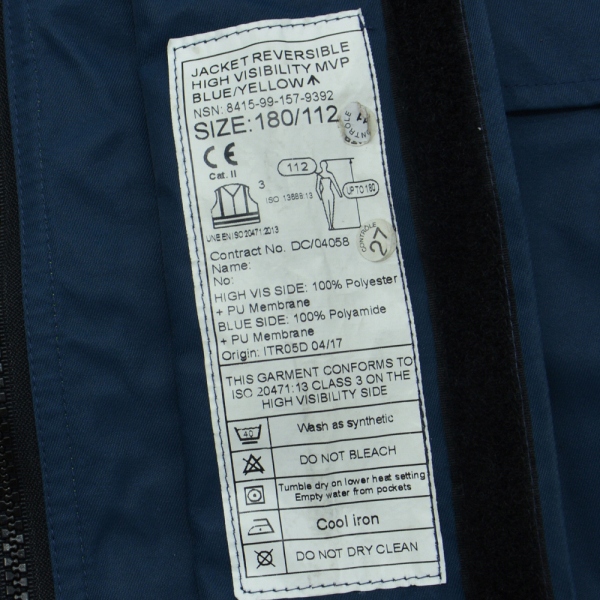 JACKET REVERSIBLE
HIGH VISIBILITY MVP
BLUE/YELLOW
NSN: 8415-99-157-9392
SIZE: 180/112
CONTROLE
11
CE
Cat. II
112
3
ISO 13688:13
UP TO 180
UNE EN ISO 20471:2013
CONTROLE
27
Contract No. DC/04058
Name:
No:
HIGH VIS SIDE: 100% Polyester
+ PU Membrane
BLUE SIDE: 100% Polyamide
+ PU Membrane
Origin: ITR05D 04/17
THIS GARMENT CONFORMS TO
ISO 20471:13 CLASS 3 ON THE
HIGH VISIBILITY SIDE
40
Wash as synthetic
DO NOT BLEACH
Tumble dry on lower heat setting
Empty water from pockets
Cool iron
DO NOT DRY CLEAN